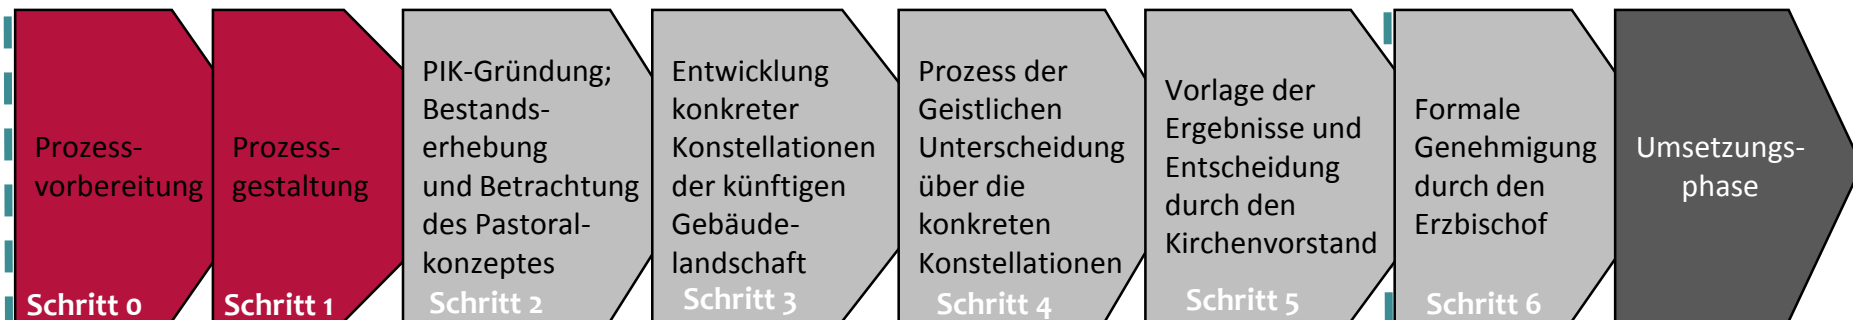 Prozess-
vorbereitung
Schritt 0
Prozess-
gestaltung
Schritt 1
PIK-Gründung;
Bestands-
erhebung
und Betrachtung
des Pastoral-
konzeptes
Schritt 2
Entwicklung
konkreter
Konstellationen
der künftigen
Gebäude-
landschaft
Schritt 3
Prozess der
Geistlichen
Unterscheidung
über die
konkreten
Konstellationen
Schritt 4
Vorlage der
Ergebnisse und
Entscheidung
durch den
Kirchenvorstand
Schritt 5
Formale
Genehmigung
durch den
Erzbischof
Schritt 6
Umsetzungs-
phase